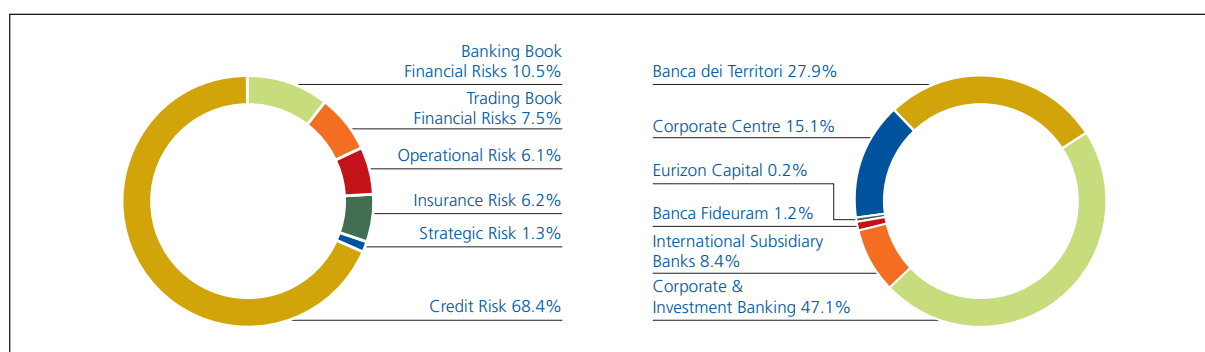 Banking Book
Financial Risks 10.5%
Trading Book
Financial Risks 7.5%
Operational Risk 6.1%
Insurance Risk 6.2%
Strategic Risk 1.3%
Credit Risk 68.4%
Banca dei Territori 27.9%
Corporate Centre 15.1%
Eurizon Capital 0.2%
Banca Fideuram 1.2%
International Subsidiary
Banks 8.4%
Corporate &
Investment Banking 47.1%